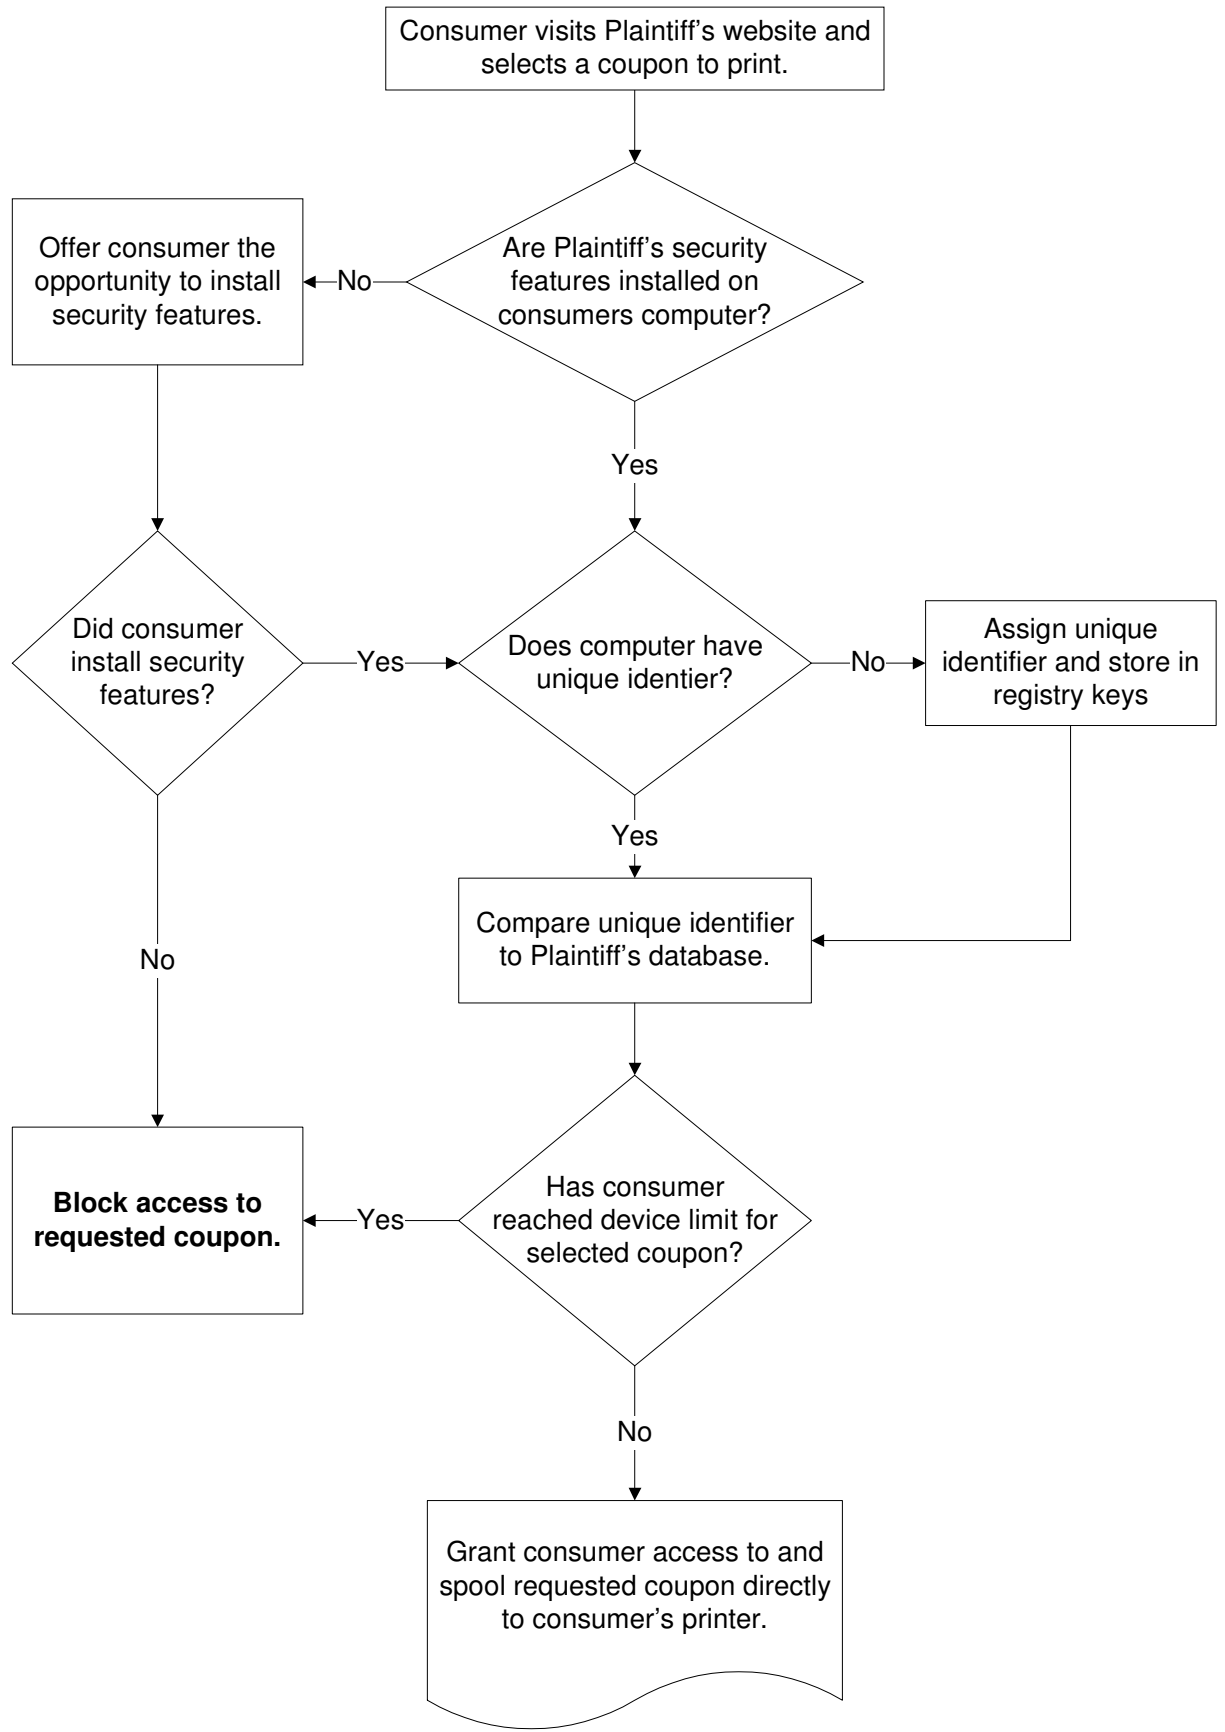 Consumer visits Plaintiff's website and
selects a coupon to print.
Are Plaintiff's security
features installed on
consumers computer?
No
Offer consumer the
opportunity to install
security features.
Yes
Did consumer
install security
features?
Yes
Does computer have
unique identier?
No
Assign unique
identifier and store in
registry keys
Yes
Compare unique identifier
to Plaintiff's database.
No
Has consumer
reached device limit for
selected coupon?
Yes
Block access to
requested coupon.
No
Grant consumer access to and
spool requested coupon directly
to consumer's printer.